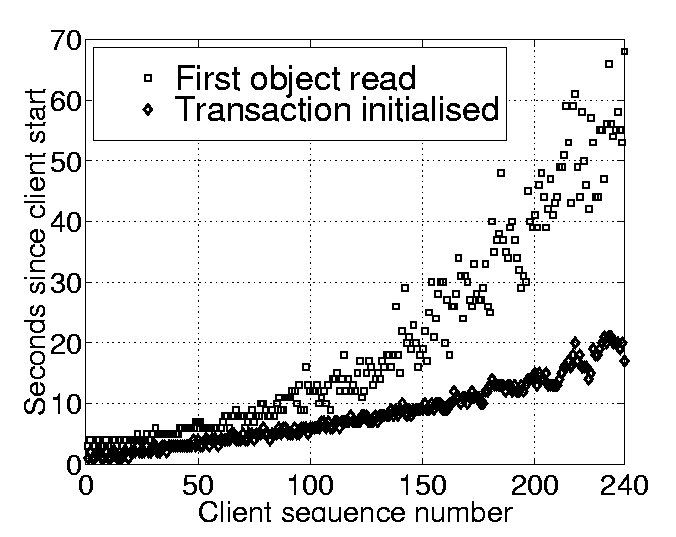 70
First object read
Transaction initialised
60
50
40
30
20
10
0
Seconds since client start
0 50 100 150 200 240
Client sequence number